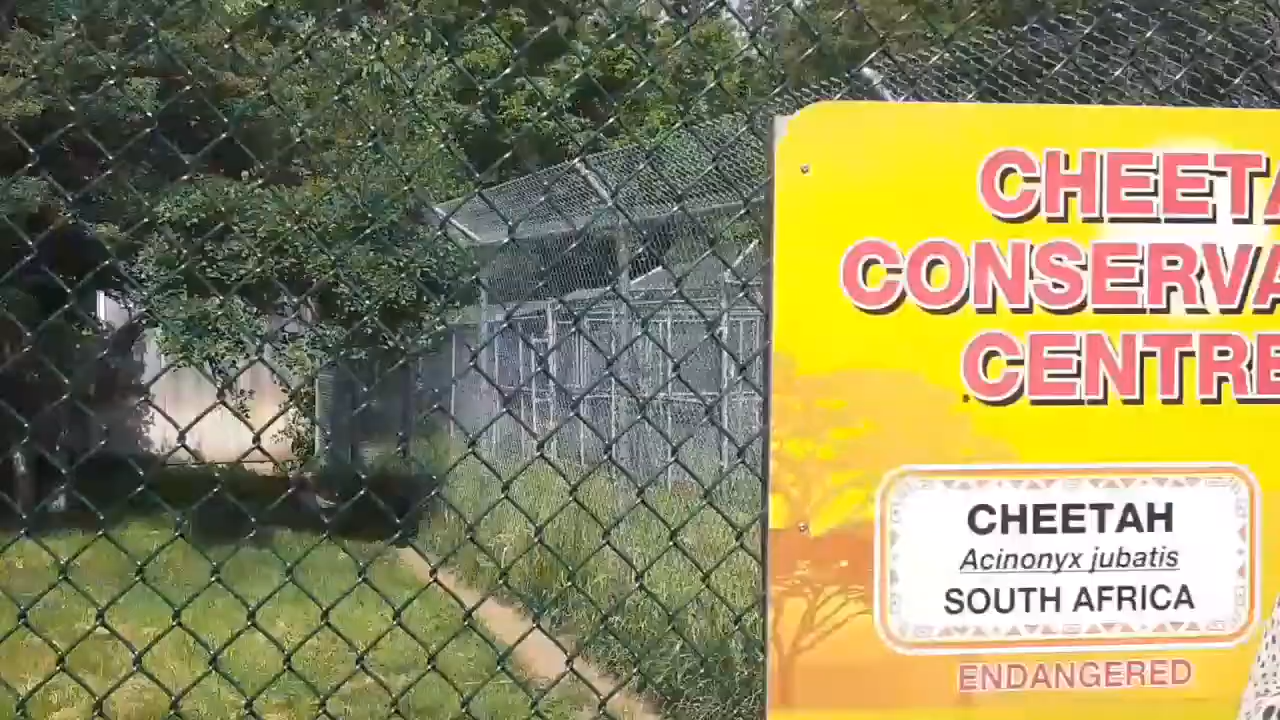 CHEETA
CONSERVA
CENTRE
CHEETAH
Acinonyx jubatis
SOUTH AFRICA
ENDANGERED